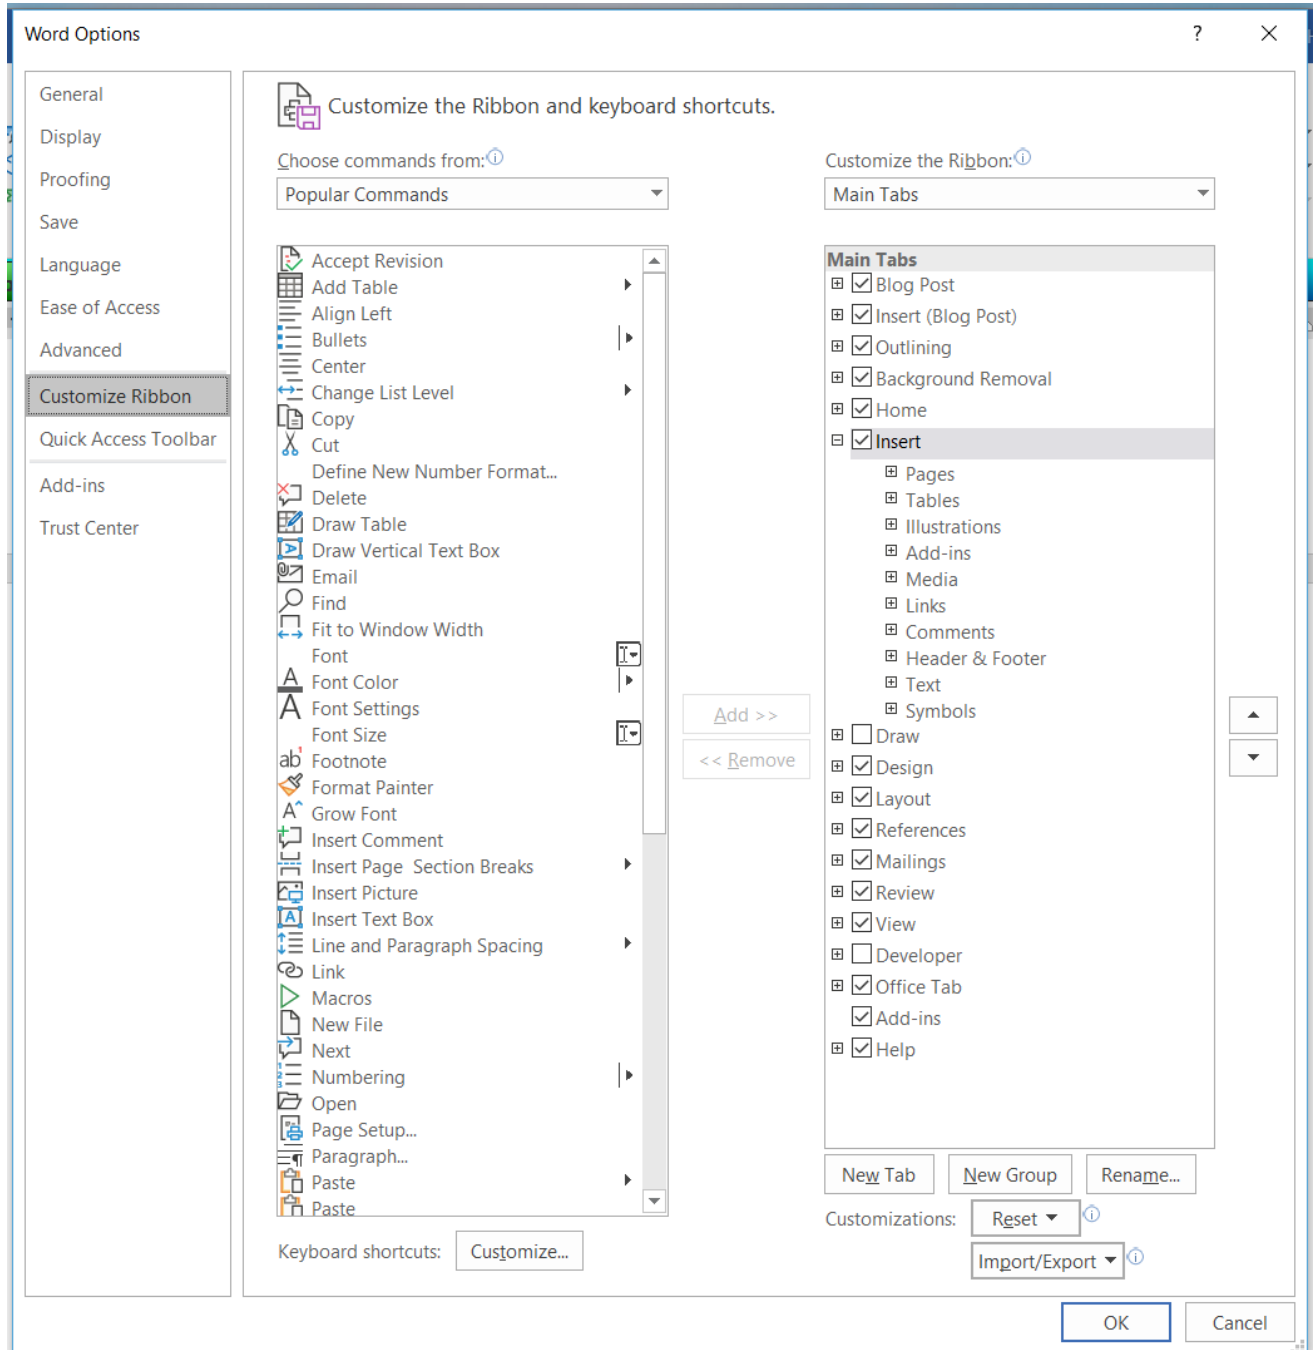 Word Options
?
General
Display
Proofing
Save
Language
Ease of Access
Advanced
Customize Ribbon
Quick Access Toolbar
Add-ins
Trust Center
Customize the Ribbon and keyboard shortcuts.
Choose commands from:
Popular Commands
Accept Revision
Add Table
Align Left
Bullets
Center
Change List Level
Copy
Cut
Define New Number Format...
Delete
Draw Table
Draw Vertical Text Box
Email
Find
Fit to Window Width
Font
Font Color
Font Settings
Font Size
Footnote
Format Painter
Grow Font
Insert Comment
Insert Page  Section Breaks
Insert Picture
Insert Text Box
Line and Paragraph Spacing
Link
Macros
New File
Next
Numbering
Open
Page Setup...
Paragraph...
Paste
Paste
Keyboard shortcuts:
Customize...
Add >>
<< Remove
Customize the Ribbon:
Main Tabs
Main Tabs
Blog Post
Insert (Blog Post)
Outlining
Background Removal
Home
Insert
Pages
Tables
Illustrations
Add-ins
Media
Links
Comments
Header & Footer
Text
Symbols
Draw
Design
Layout
References
Mailings
Review
View
Developer
Office Tab
Add-ins
Help
New Tab
New Group
Rename...
Customizations:
Reset
Import/Export
OK
Cancel